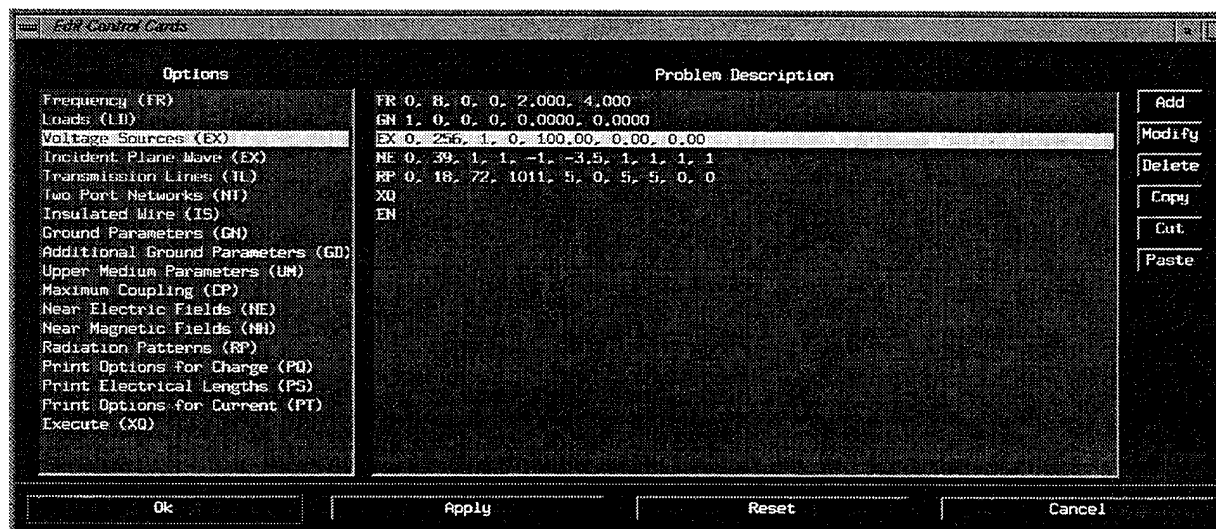 Edit Control Cards
Options
Frequency (FR)
Loads (LD)
Voltage Sources (EX)
Incident Plane Wave (EX)
Transmission Lines (TL)
Two Port Networks (NT)
Insulated Wire (IS)
Ground Parameters (GN)
Additional Ground Parameters (GD)
Upper Medium Parameters (UM)
Maximum Coupling (CP)
Near Electric Fields (NE)
Near Magnetic Fields (NH)
Radiation Patterns (RP)
Print Options for Charge (PQ)
Print Electrical Lengths (PS)
Print Options for Current (PT)
Execute (XQ)
Problem Description
FR 0, 8, 0, 0, 2.000, 4.000
GN 1, 0, 0, 0, 0.0000, 0.0000
EX 0, 256, 1, 0, 100.00, 0.00, 0.00
NE 0, 39, 1, 1, -1, -3.5, 1, 1, 1, 1
RP 0, 18, 72, 1011, 5, 0, 5, 5, 0, 0
XQ
EN
Add
Modify
Delete
Copy
Cut
Paste
Ok
Apply
Reset
Cancel